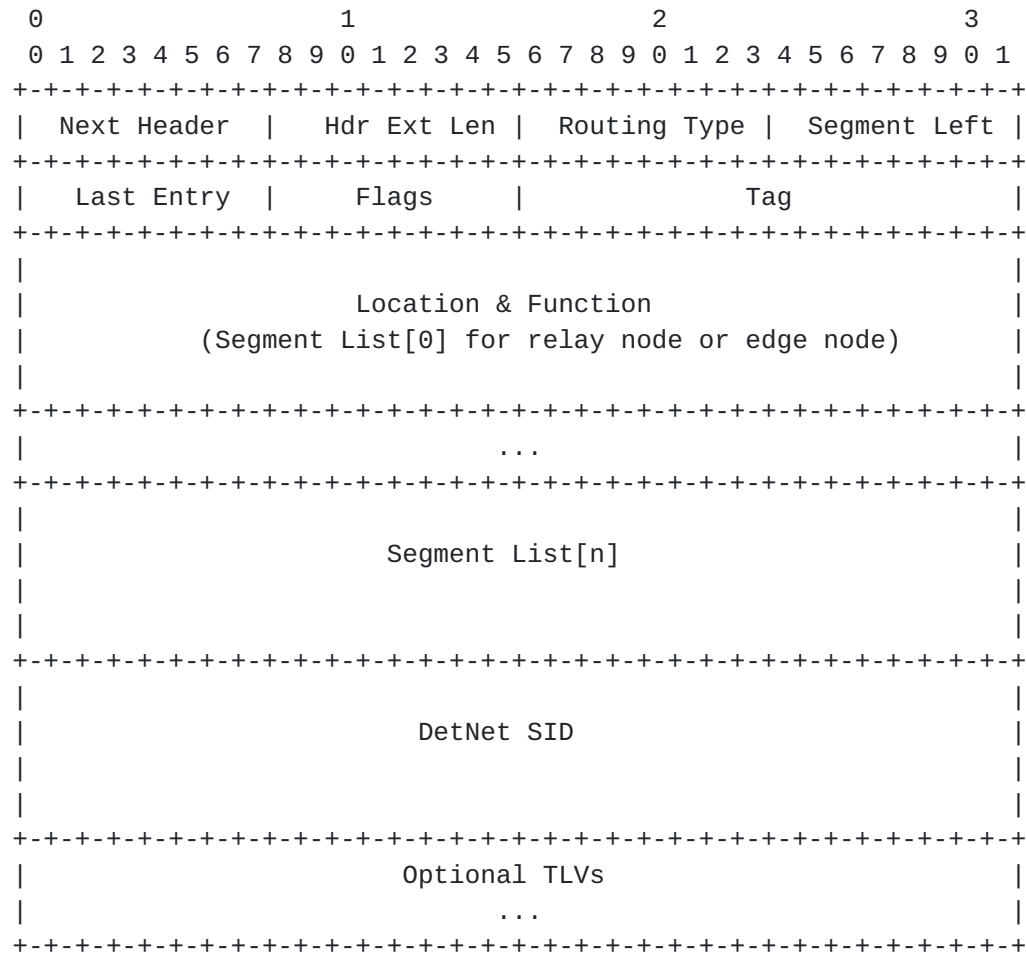 0                   1                   2                   3
 0 1 2 3 4 5 6 7 8 9 0 1 2 3 4 5 6 7 8 9 0 1 2 3 4 5 6 7 8 9 0 1
+-+-+-+-+-+-+-+-+-+-+-+-+-+-+-+-+-+-+-+-+-+-+-+-+-+-+-+-+-+-+-+-+
|  Next Header  |   Hdr Ext Len |  Routing Type |  Segment Left |
+-+-+-+-+-+-+-+-+-+-+-+-+-+-+-+-+-+-+-+-+-+-+-+-+-+-+-+-+-+-+-+-+
|   Last Entry  |     Flags     |              Tag              |
+-+-+-+-+-+-+-+-+-+-+-+-+-+-+-+-+-+-+-+-+-+-+-+-+-+-+-+-+-+-+-+-+
|                                                               |
|                     Location & Function                       |
|           (Segment List[0] for relay node or edge node)       |
|                                                               |
+-+-+-+-+-+-+-+-+-+-+-+-+-+-+-+-+-+-+-+-+-+-+-+-+-+-+-+-+-+-+-+-+
|                              ...                              |
+-+-+-+-+-+-+-+-+-+-+-+-+-+-+-+-+-+-+-+-+-+-+-+-+-+-+-+-+-+-+-+-+
|                                                               |
|                       Segment List[n]                         |
|                                                               |
|                                                               |
+-+-+-+-+-+-+-+-+-+-+-+-+-+-+-+-+-+-+-+-+-+-+-+-+-+-+-+-+-+-+-+-+
|                                                               |
|                         DetNet SID                            |
|                                                               |
|                                                               |
+-+-+-+-+-+-+-+-+-+-+-+-+-+-+-+-+-+-+-+-+-+-+-+-+-+-+-+-+-+-+-+-+
|                        Optional TLVs                          |
|                              ...                              |
+-+-+-+-+-+-+-+-+-+-+-+-+-+-+-+-+-+-+-+-+-+-+-+-+-+-+-+-+-+-+-+-+